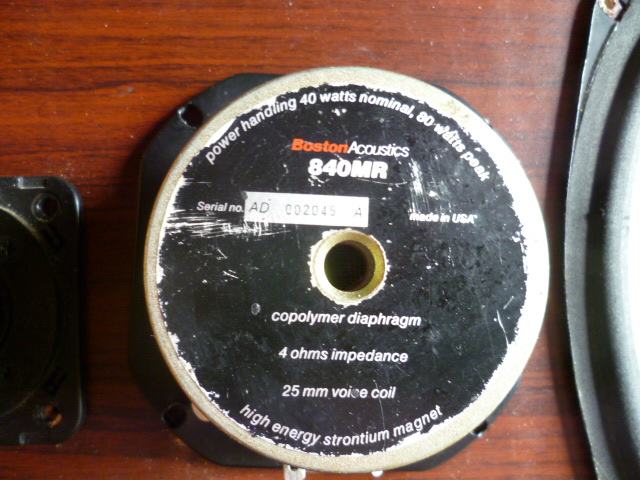 power handling 40 watts nominal, 80 watts peak
BostonAcoustics
840MR
Serial no. AD 002045 A
made in USA
copolymer diaphragm
4 ohms impedance
25 mm voice coil
high energy strontium magnet